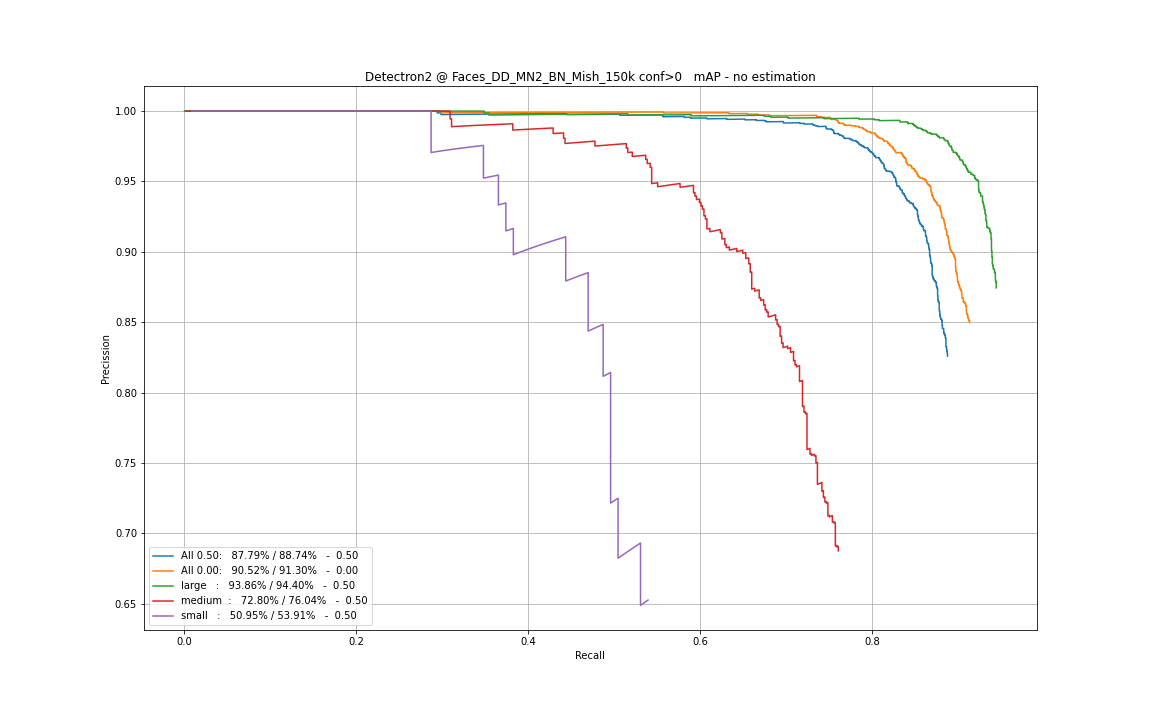 Detectron2 @ Faces_DD_MN2_BN_Mish_150k conf>0   mAP - no estimation
1.00
0.95
0.90
0.85
0.80
0.75
0.70
0.65
Precission
All 0.50:   87.79% / 88.74%   -  0.50
All 0.00:   90.52% / 91.30%   -  0.00
large   :   93.86% / 94.40%   -  0.50
medium  :   72.80% / 76.04%   -  0.50
small   :   50.95% / 53.91%   -  0.50
0.0 0.2 0.4 0.6 0.8
Recall